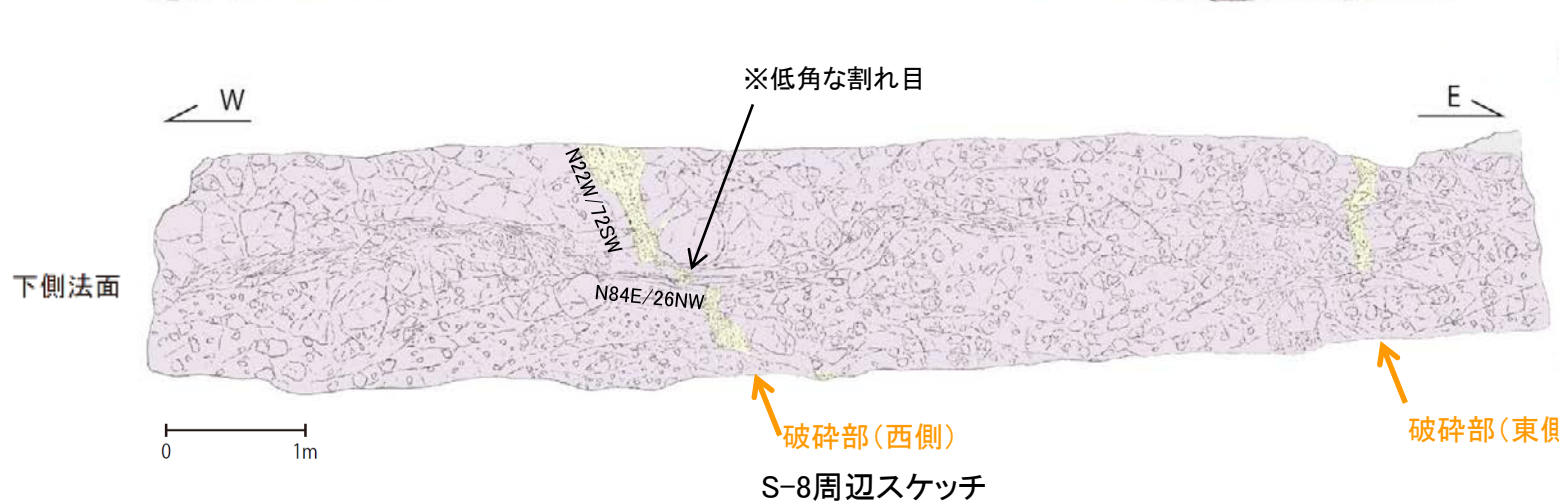 ※低角な割れ目
W
E
N22W/72SW
下側法面
N84E/26NW
破砕部(西側)
破砕部(東側
0
1m
S-8周辺スケッチ